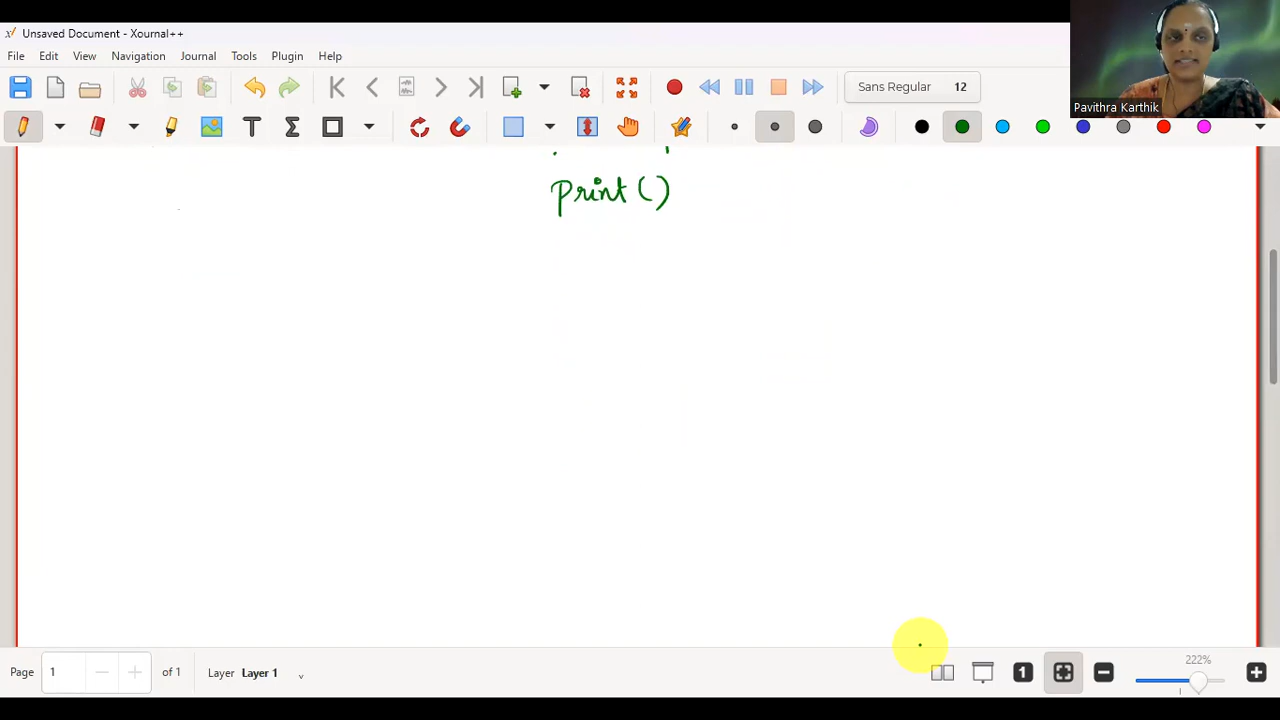 Unsaved Document - Xournal++
File Edit View Navigation Journal Tools Plugin Help
Sans Regular 12
Pavithra Karthik
print ()
Page 1 of 1 Layer Layer 1 1 222%